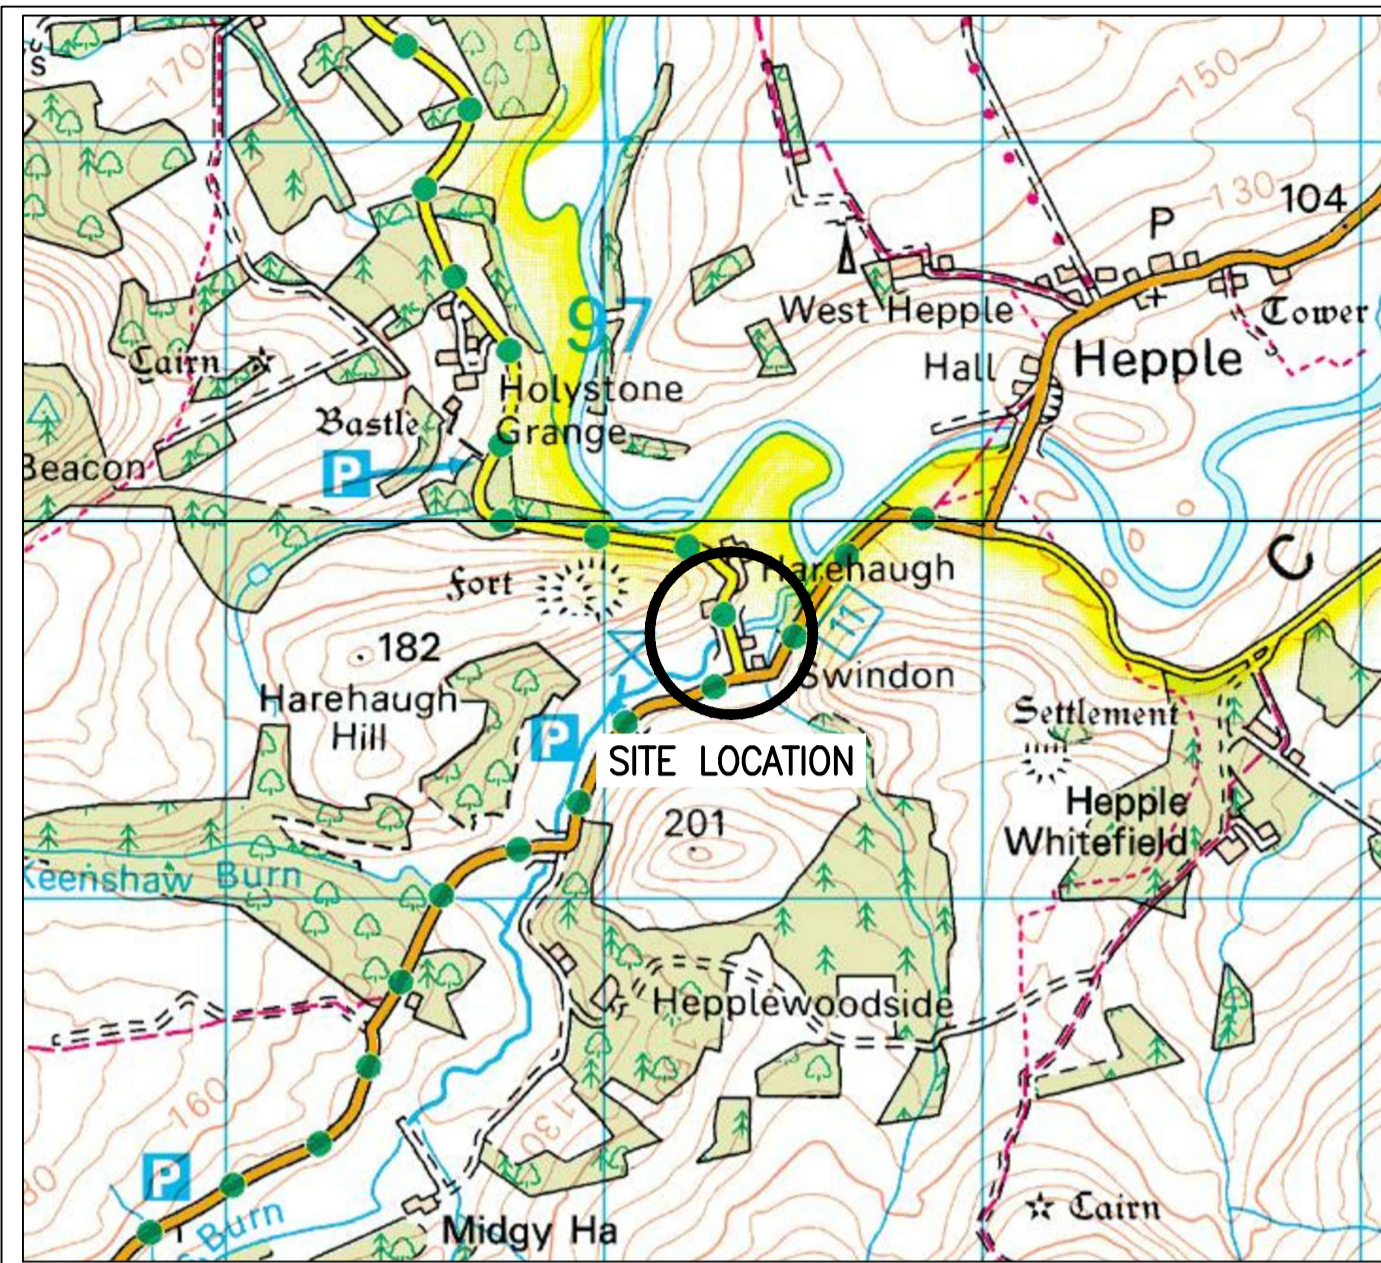 S
170
150
130
104
P
97
West Hepple
Tower
Cairn
Hall
Hepple
Holystone
Grange
Bastle
P
Beacon
Fort
Harehaugh
C
182
11
Swindon
Harehaugh
Hill
Settlement
P
SITE LOCATION
201
Hepple
Whitefield
Keenshaw Burn
Hepplewoodside
160
130
P
Burn
Midgy Ha
Cairn